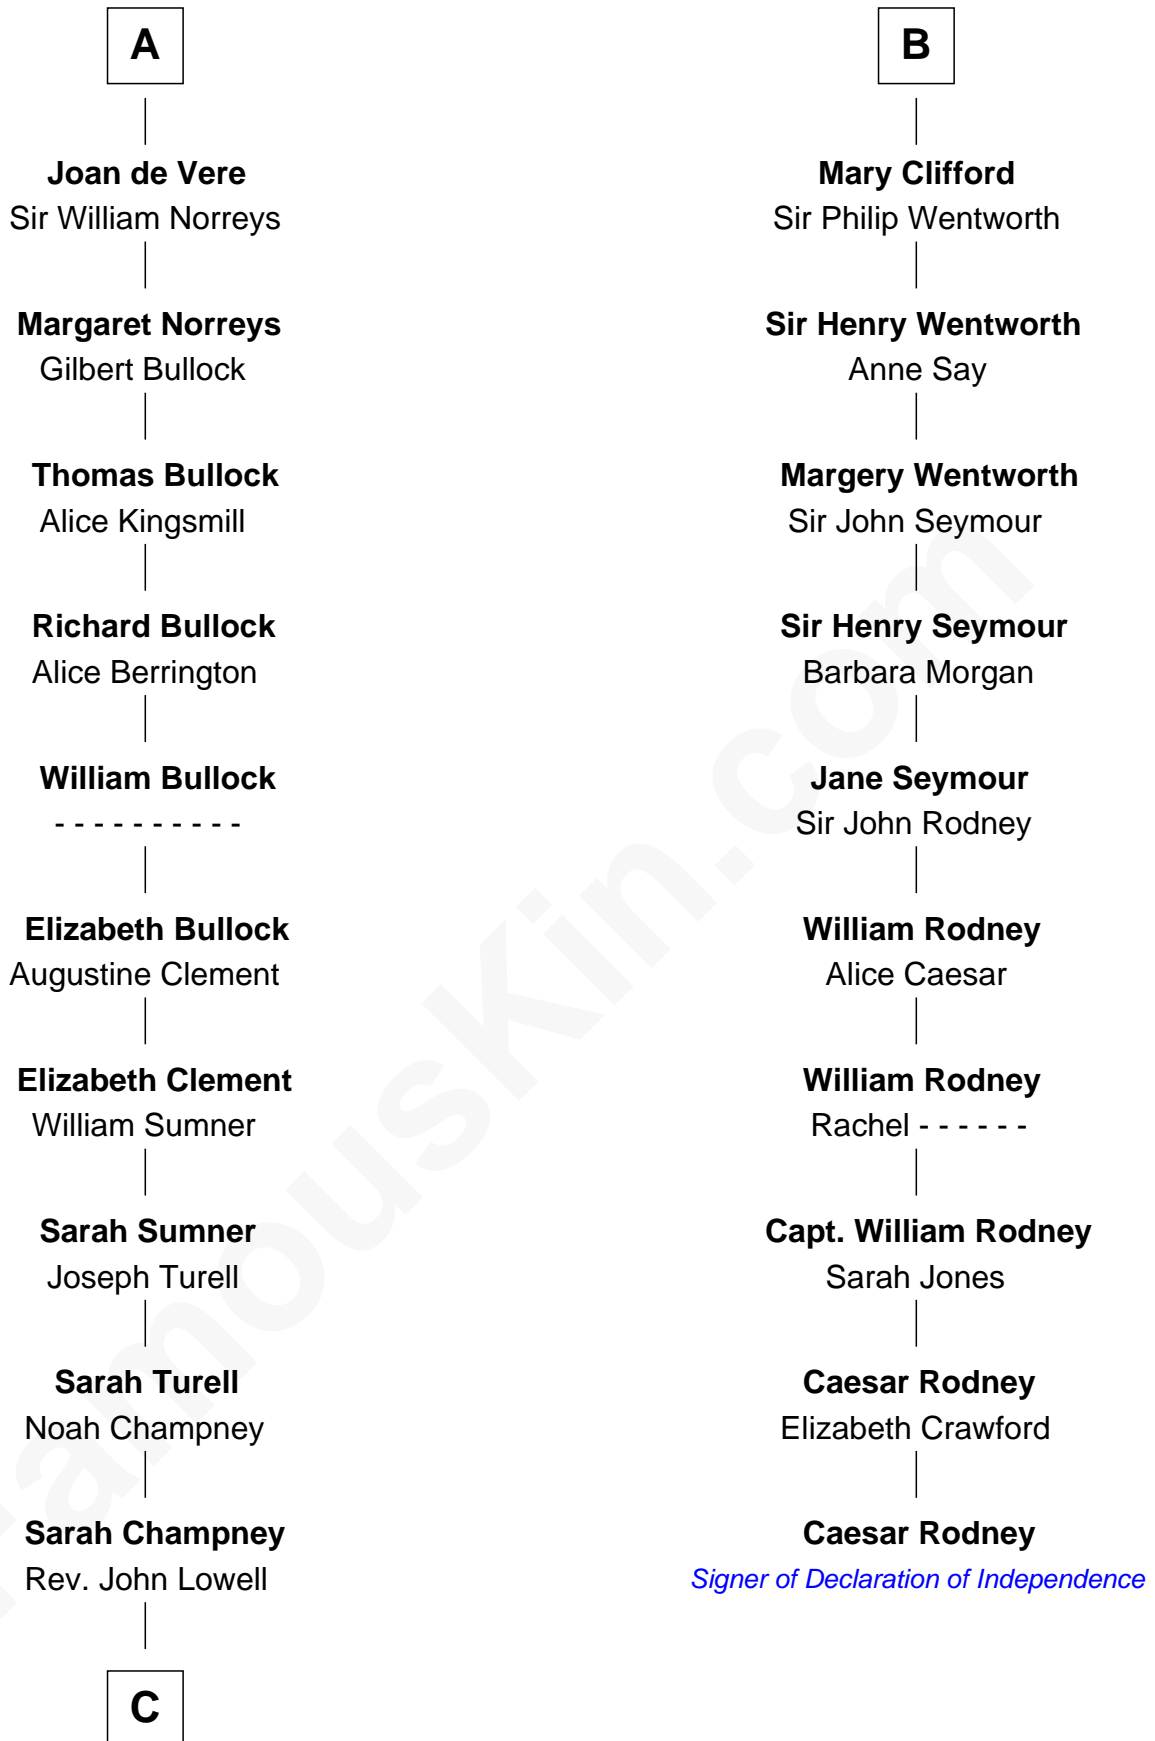 A
Joan de Vere
Sir William Norreys
Margaret Norreys
Gilbert Bullock
Thomas Bullock
Alice Kingsmill
Richard Bullock
Alice Berrington
William Bullock
- - - - - - - - - -
Elizabeth Bullock
Augustine Clement
Elizabeth Clement
William Sumner
Sarah Sumner
Joseph Turell
Sarah Turell
Noah Champney
Sarah Champney
Rev. John Lowell
C
B
Mary Clifford
Sir Philip Wentworth
Sir Henry Wentworth
Anne Say
Margery Wentworth
Sir John Seymour
Sir Henry Seymour
Barbara Morgan
Jane Seymour
Sir John Rodney
William Rodney
Alice Caesar
William Rodney
Rachel - - - - - -
Capt. William Rodney
Sarah Jones
Caesar Rodney
Elizabeth Crawford
Caesar Rodney
Signer of Declaration of Independence
FamousKin.com